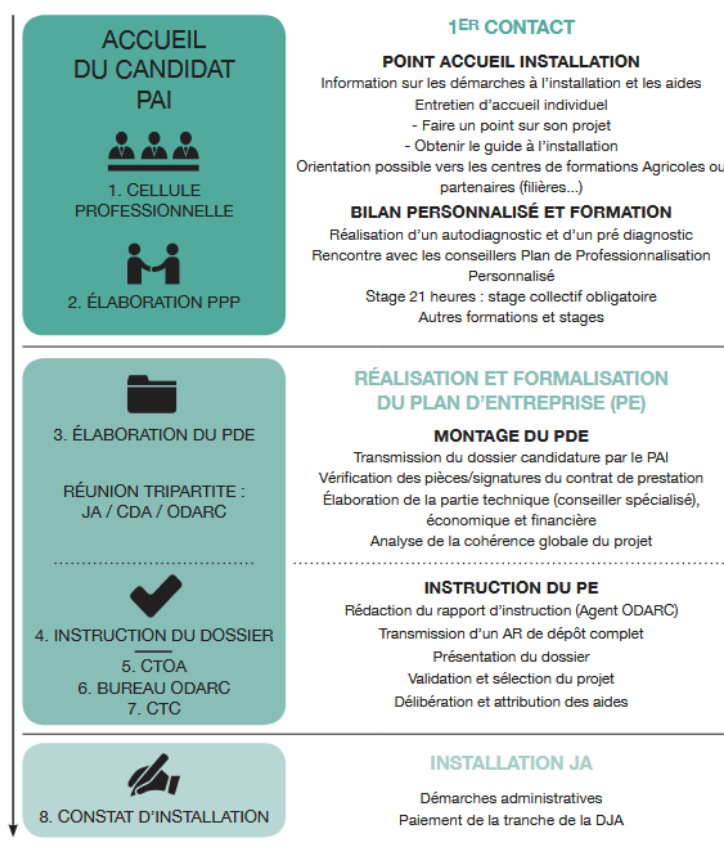 ACCUEIL
DU CANDIDAT
PAI
1. CELLULE
PROFESSIONNELLE
2. ÉLABORATION PPP
1ER CONTACT
POINT ACCUEIL INSTALLATION
Information sur les démarches à l'installation et les aides
Entretien d'accueil individuel
- Faire un point sur son projet
- Obtenir le guide à l'installation
Orientation possible vers les centres de formations Agricoles ou
partenaires (filières...)
BILAN PERSONNALISÉ ET FORMATION
Réalisation d'un autodiagnostic et d'un pré diagnostic
Rencontre avec les conseillers Plan de Professionnalisation
Personnalisé
Stage 21 heures : stage collectif obligatoire
Autres formations et stages
3. ÉLABORATION DU PDE
RÉUNION TRIPARTITE :
JA / CDA / ODARC
RÉALISATION ET FORMALISATION
DU PLAN D'ENTREPRISE (PE)
MONTAGE DU PDE
Transmission du dossier candidature par le PAI
Vérification des pièces/signatures du contrat de prestation
Élaboration de la partie technique (conseiller spécialisé),
économique et financière
Analyse de la cohérence globale du projet
4. INSTRUCTION DU DOSSIER
5. CTOA
6. BUREAU ODARC
7. CTC
INSTRUCTION DU PE
Rédaction du rapport d'instruction (Agent ODARC)
Transmission d'un AR de dépôt complet
Présentation du dossier
Validation et sélection du projet
Délibération et attribution des aides
8. CONSTAT D'INSTALLATION
INSTALLATION JA
Démarches administratives
Paiement de la tranche de la DJA